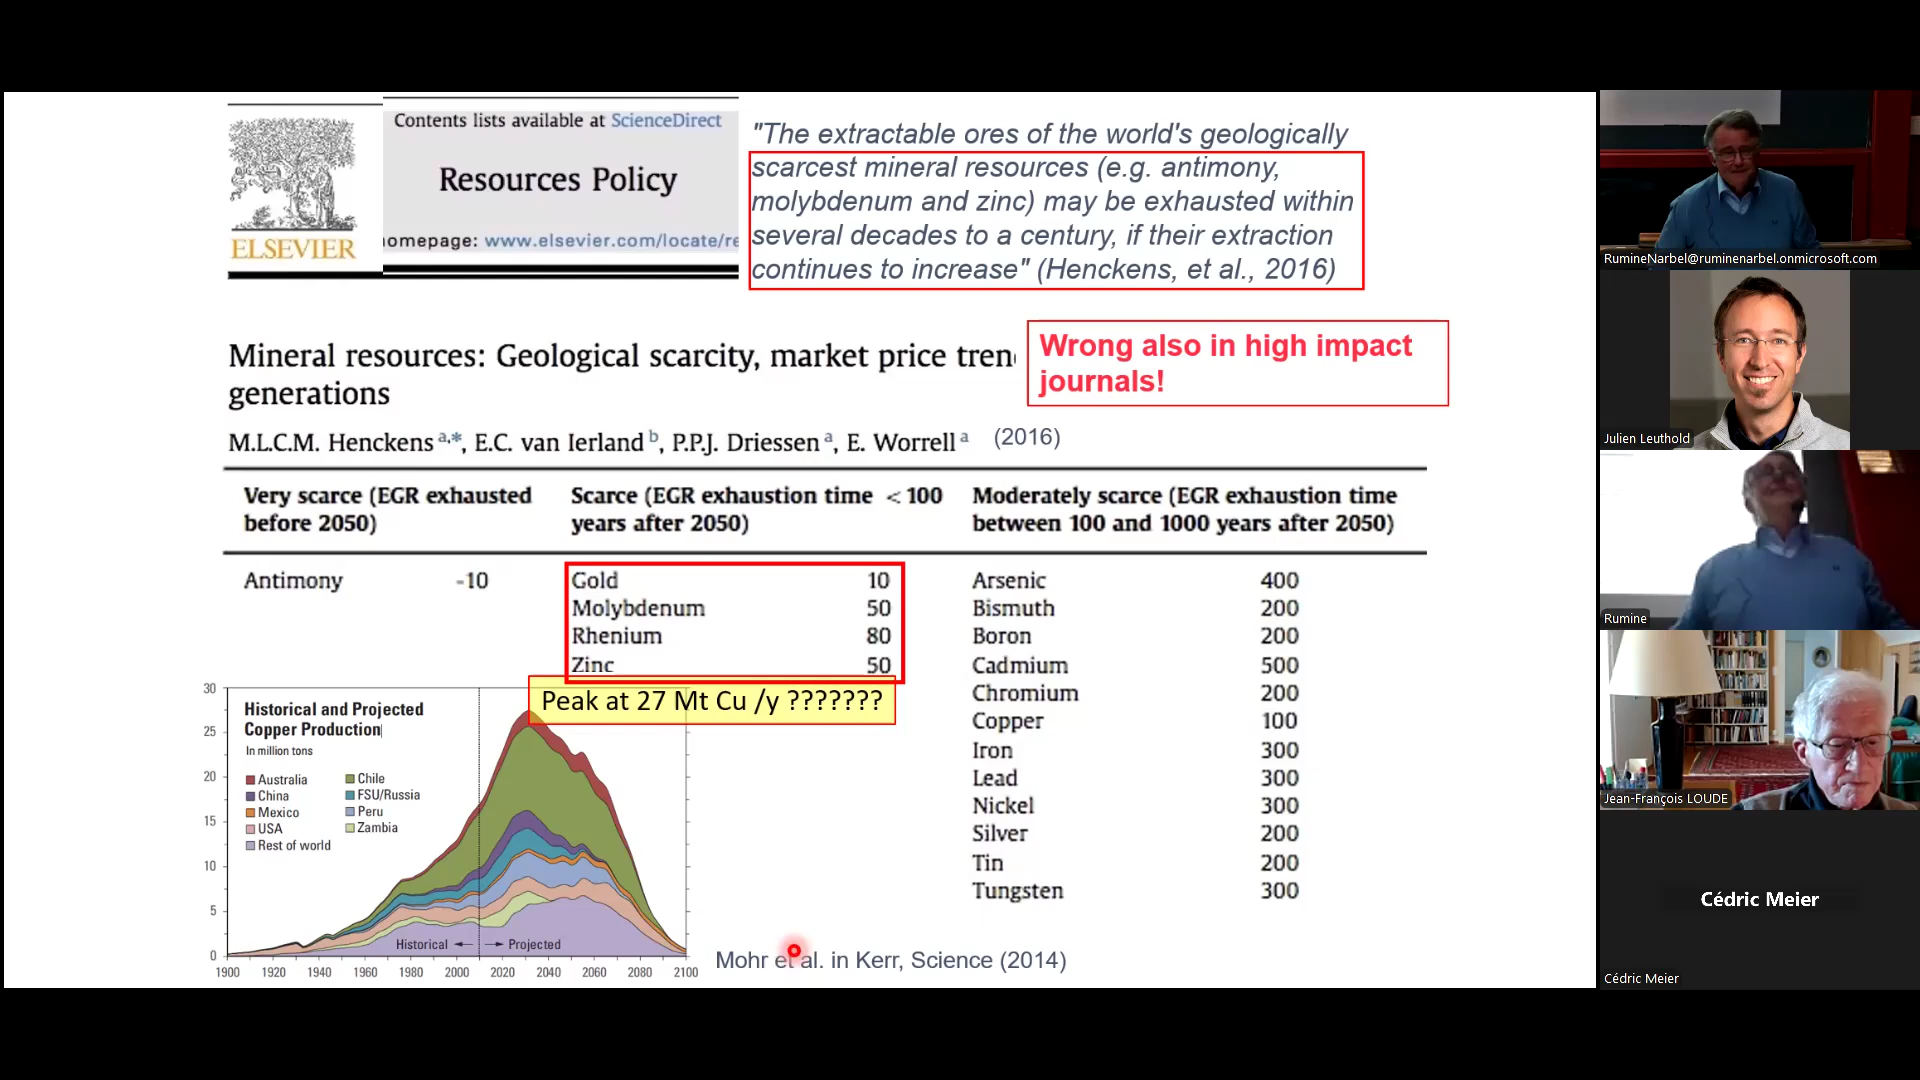 Contents lists available at ScienceDirect
Resources Policy
homepage: www.elsevier.com/locate/re
ELSEVIER
"The extractable ores of the world's geologically
scarcest mineral resources (e.g. antimony,
molybdenum and zinc) may be exhausted within
several decades to a century, if their extraction
continues to increase" (Henckens, et al., 2016)
Mineral resources: Geological scarcity, market price tren
generations
Wrong also in high impact
journals!
M.L.C.M. Henckens a,*, E.C. van Ierland b, P.P.J. Driessen a, E. Worrell a (2016)
Very scarce (EGR exhausted
before 2050)
Scarce (EGR exhaustion time < 100
years after 2050)
Moderately scarce (EGR exhaustion time
between 100 and 1000 years after 2050)
Antimony -10
Gold 10
Molybdenum 50
Rhenium 80
Zinc 50
Arsenic 400
Bismuth 200
Boron 200
Cadmium 500
Chromium 200
Copper 100
Iron 300
Lead 300
Nickel 300
Silver 200
Tin 200
Tungsten 300
Peak at 27 Mt Cu /y ???????
Historical and Projected
Copper Production
In million tons
Australia
China
Mexico
USA
Rest of world
Chile
FSU/Russia
Peru
Zambia
30
25
20
15
10
5
0
Historical
Projected
1900 1920 1940 1960 1980 2000 2020 2040 2060 2080 2100
Mohr et al. in Kerr, Science (2014)
RumineNarbel@ruminenarbel.onmicrosoft.com
Julien Leuthold
Rumine
Jean-François LOUDE
Cédric Meier
Cédric Meier